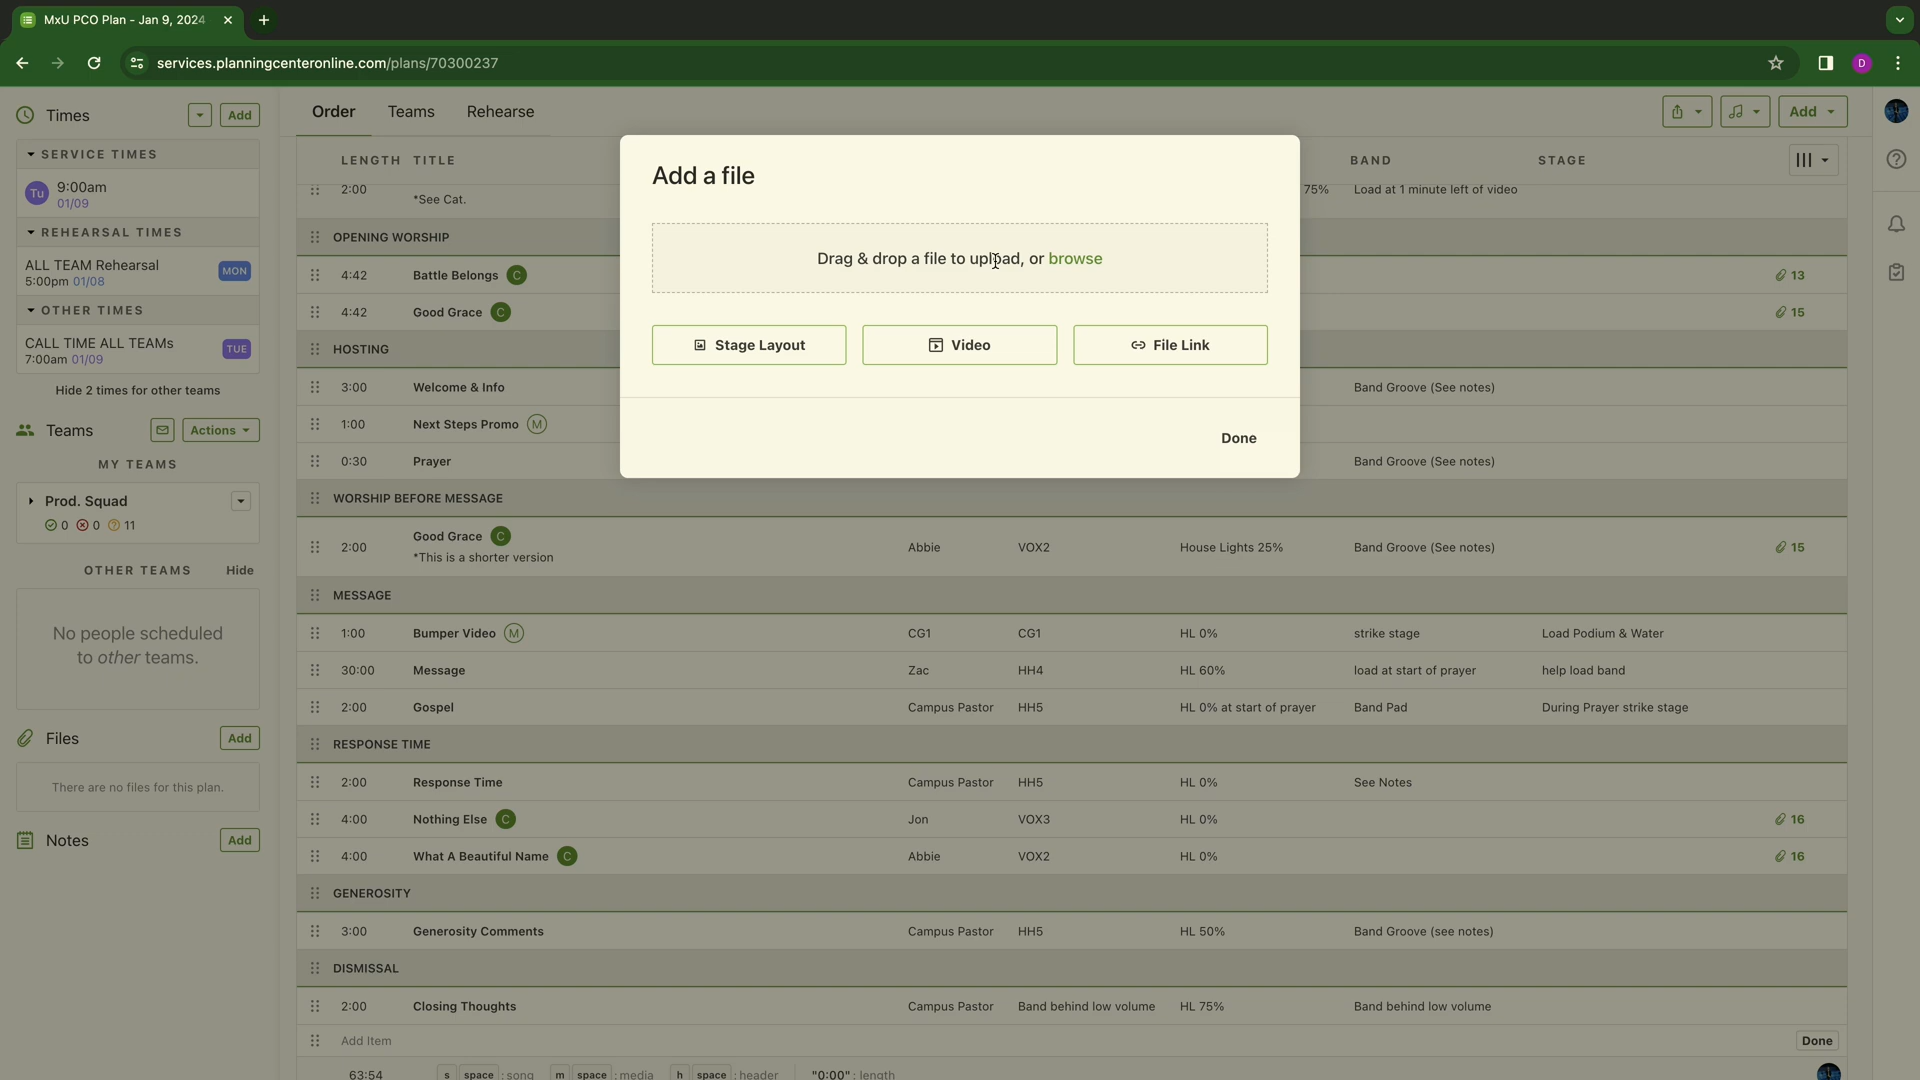 MxU PCO Plan - Jan 9, 2024
services.planningcenteronline.com/plans/70300237
D
Times
Add
SERVICE TIMES
Tu
9:00am
01/09
REHEARSAL TIMES
ALL TEAM Rehearsal
5:00pm 01/08
MON
OTHER TIMES
CALL TIME ALL TEAMs
7:00am 01/09
TUE
Hide 2 times for other teams
Teams
Actions
MY TEAMS
Prod. Squad
0 0 11
OTHER TEAMS Hide
No people scheduled
to other teams.
Files
Add
There are no files for this plan.
Notes
Add
Order Teams Rehearse
Add
LENGTH TITLE BAND STAGE
2:00 *See Cat. 75% Load at 1 minute left of video
OPENING WORSHIP
4:42 Battle Belongs C 13
4:42 Good Grace C 15
HOSTING
3:00 Welcome & Info Band Groove (See notes)
1:00 Next Steps Promo M
0:30 Prayer Band Groove (See notes)
WORSHIP BEFORE MESSAGE
2:00 Good Grace C Abbie VOX2 House Lights 25% Band Groove (See notes) 15
*This is a shorter version
MESSAGE
1:00 Bumper Video M CG1 CG1 HL 0% strike stage Load Podium & Water
30:00 Message Zac HH4 HL 60% load at start of prayer help load band
2:00 Gospel Campus Pastor HH5 HL 0% at start of prayer Band Pad During Prayer strike stage
RESPONSE TIME
2:00 Response Time Campus Pastor HH5 HL 0% See Notes
4:00 Nothing Else C Jon VOX3 HL 0% 16
4:00 What A Beautiful Name C Abbie VOX2 HL 0% 16
GENEROSITY
3:00 Generosity Comments Campus Pastor HH5 HL 50% Band Groove (see notes)
DISMISSAL
2:00 Closing Thoughts Campus Pastor Band behind low volume HL 75% Band behind low volume
Add Item Done
63:54 s space : song m space : media h space : header "0:00" : length
Add a file
Drag & drop a file to upload, or browse
Stage Layout Video File Link
Done